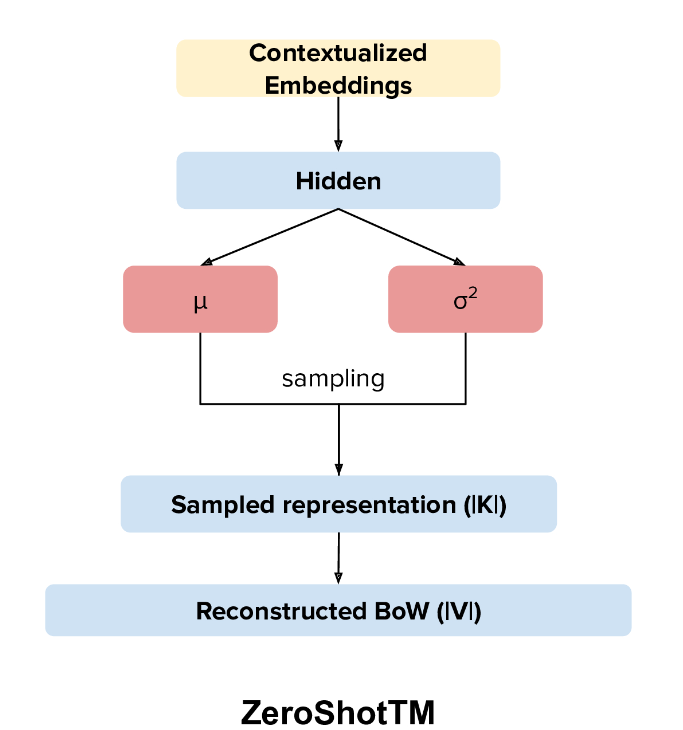 Contextualized
Embeddings
Hidden
μ
σ²
sampling
Sampled representation (|K|)
Reconstructed BoW (|V|)
ZeroShotTM